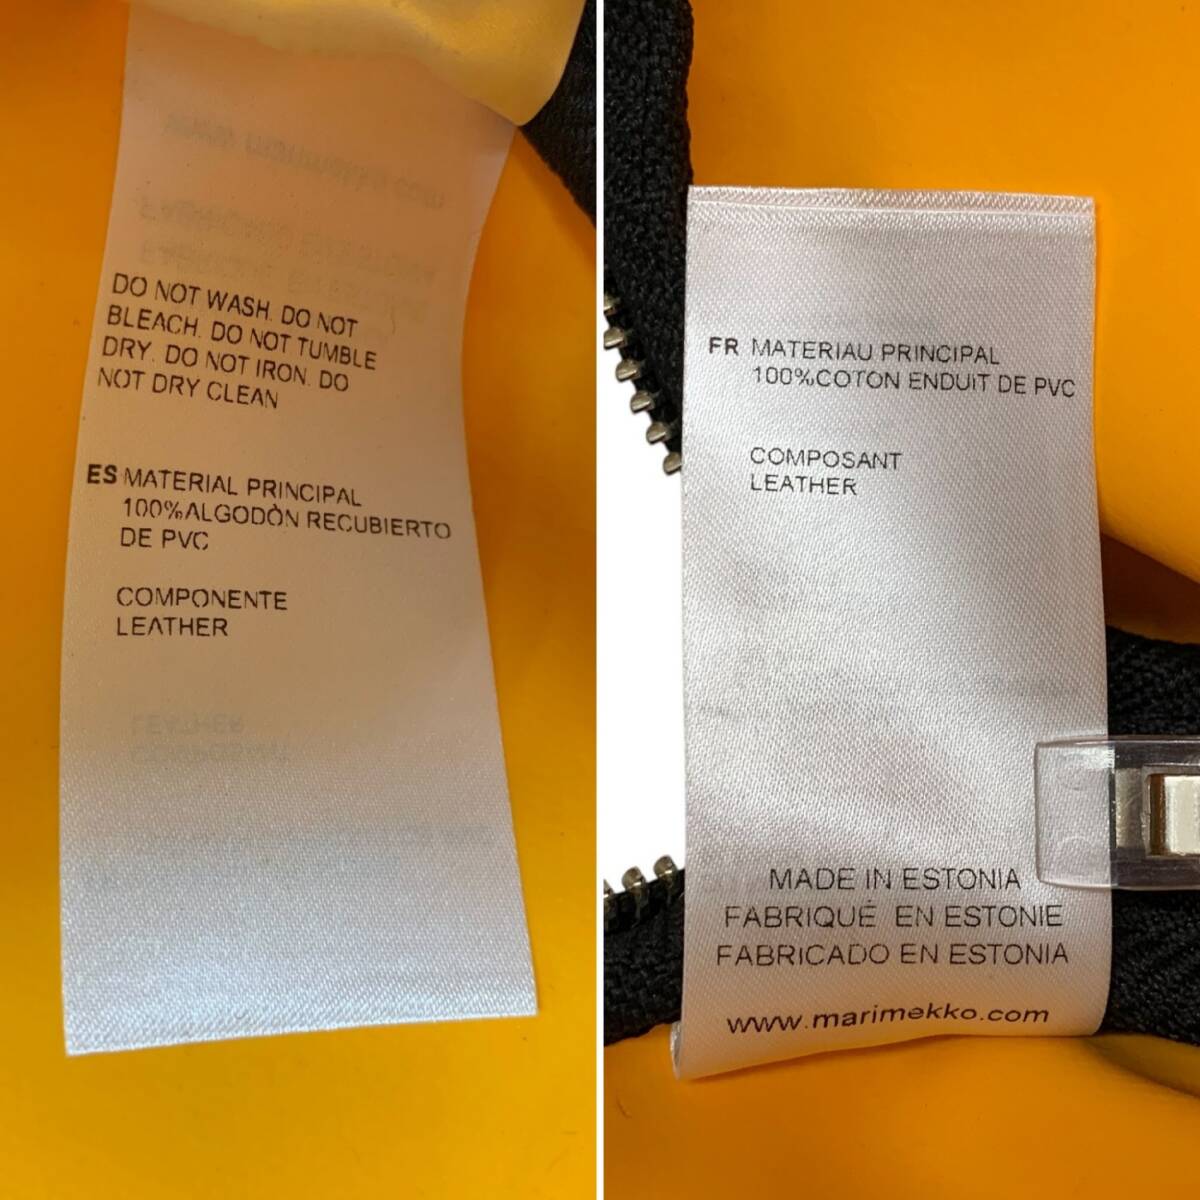 DO NOT WASH. DO NOT
BLEACH. DO NOT TUMBLE
DRY. DO NOT IRON. DO
NOT DRY CLEAN
ES MATERIAL PRINCIPAL
100%ALGODÒN RECUBIERTO
DE PVC
COMPONENTE
LEATHER
FR MATERIAU PRINCIPAL
100%COTON ENDUIT DE PVC
COMPOSANT
LEATHER
MADE IN ESTONIA
FABRIQUÉ EN ESTONIE
FABRICADO EN ESTONIA
www.marimekko.com